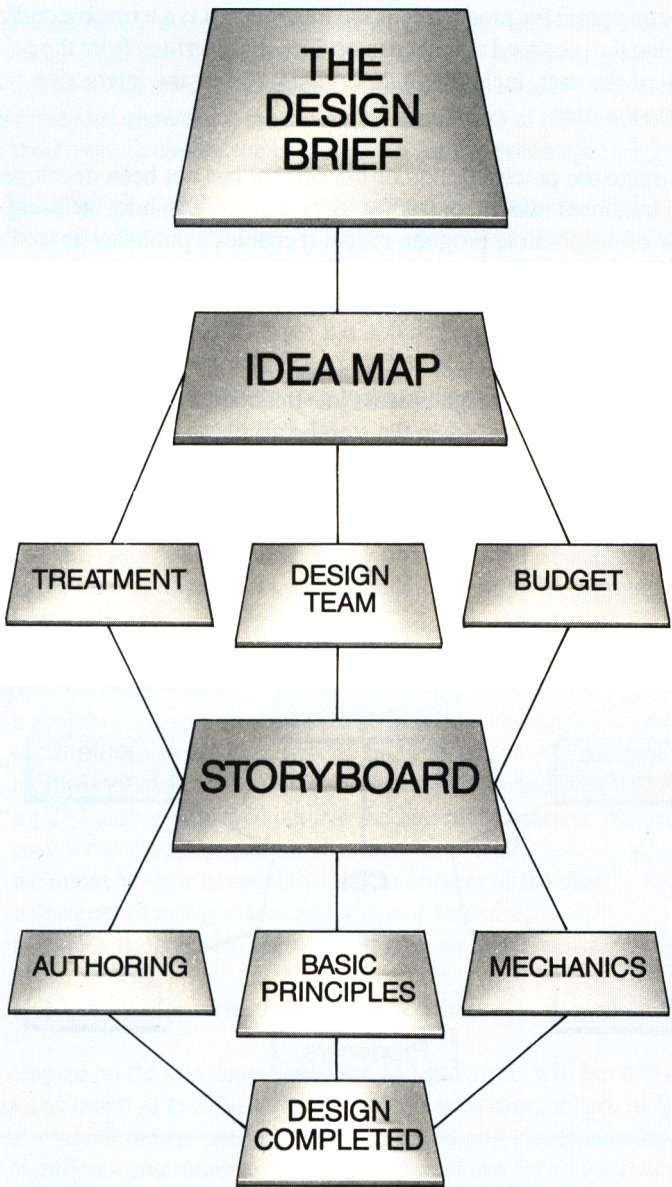 THE
DESIGN
BRIEF
IDEA MAP
TREATMENT
DESIGN
TEAM
BUDGET
STORYBOARD
AUTHORING
BASIC
PRINCIPLES
MECHANICS
DESIGN
COMPLETED